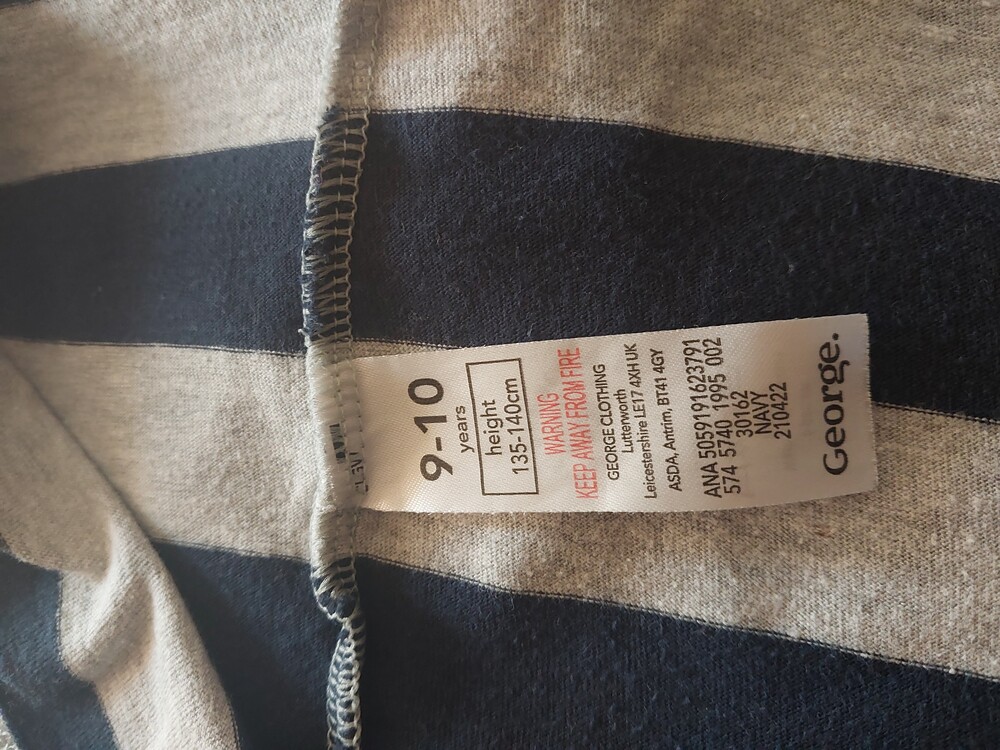 9-10
years
height
135-140cm
WARNING
KEEP AWAY FROM FIRE
GEORGE CLOTHING
Lutterworth
Leicestershire LE17 4XH UK
ASDA, Antrim, BT41 4GY
ANA 5059191623791
574 5740 1995 002
30162
NAVY
210422
George.